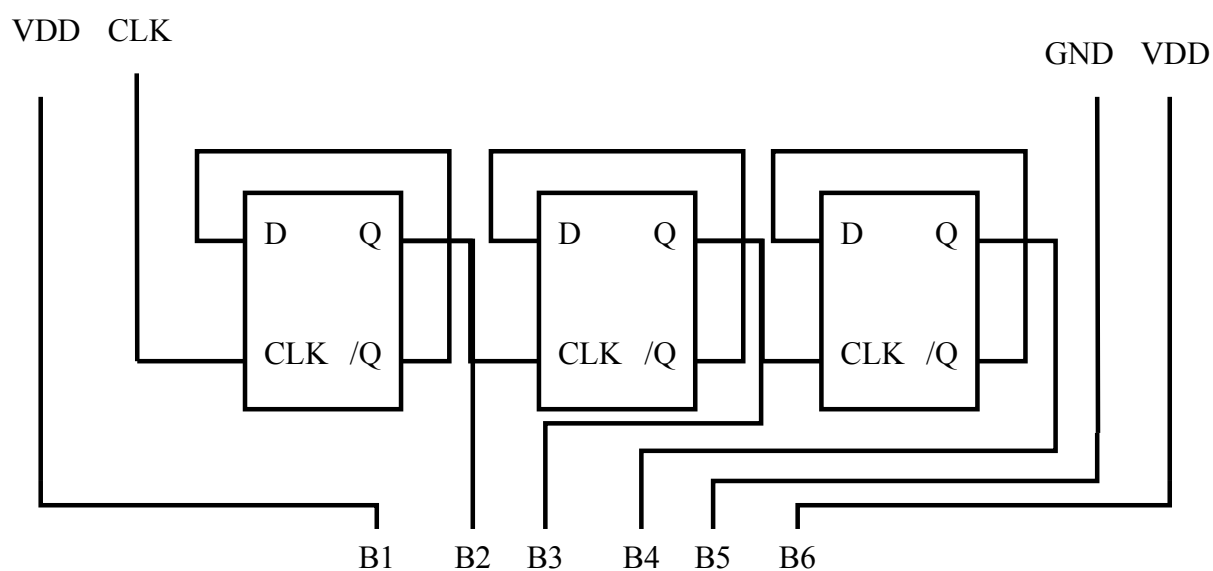 VDD CLK
GND VDD
D Q
D Q
D Q
CLK /Q
CLK /Q
CLK /Q
B1 B2 B3 B4 B5 B6